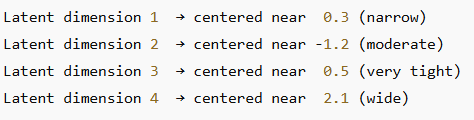 Latent dimension 1  → centered near  0.3 (narrow)
Latent dimension 2  → centered near -1.2 (moderate)
Latent dimension 3  → centered near  0.5 (very tight)
Latent dimension 4  → centered near  2.1 (wide)